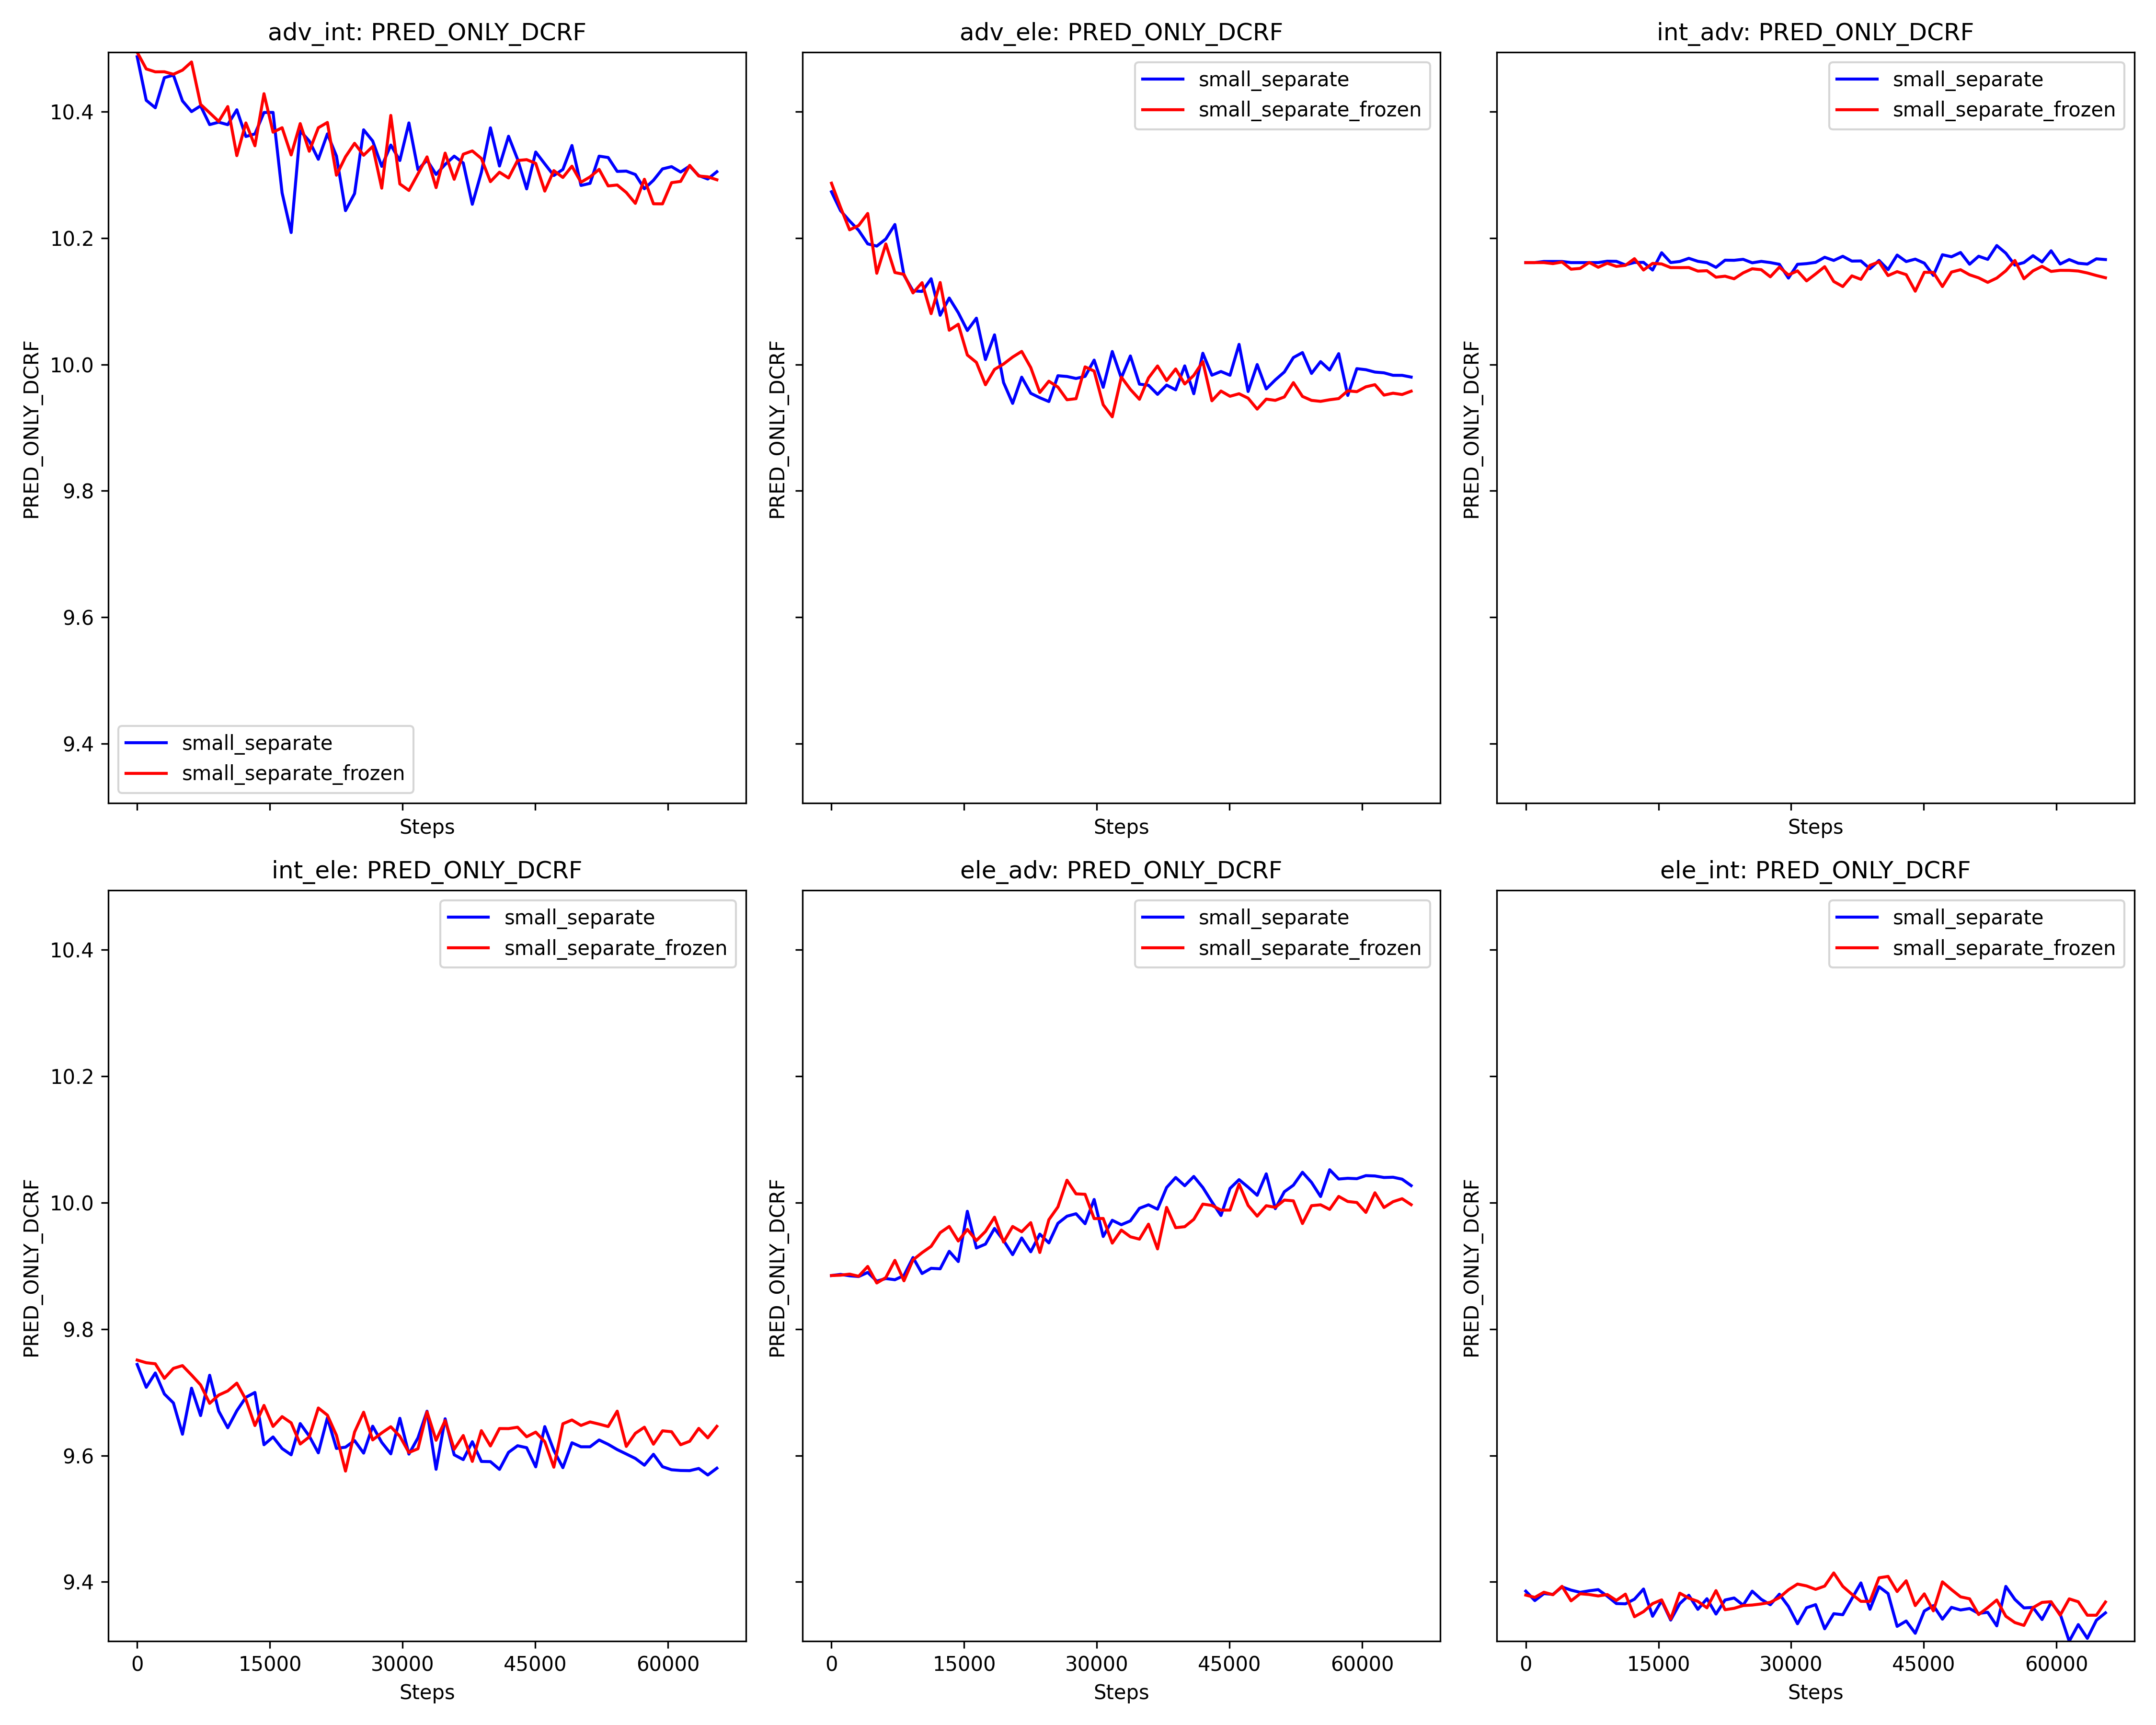 adv_int: PRED_ONLY_DCRF
adv_ele: PRED_ONLY_DCRF
int_adv: PRED_ONLY_DCRF
PRED_ONLY_DCRF
10.4
10.2
10.0
9.8
9.6
9.4
small_separate
small_separate_frozen
Steps
PRED_ONLY_DCRF
small_separate
small_separate_frozen
Steps
PRED_ONLY_DCRF
small_separate
small_separate_frozen
Steps
int_ele: PRED_ONLY_DCRF
ele_adv: PRED_ONLY_DCRF
ele_int: PRED_ONLY_DCRF
PRED_ONLY_DCRF
10.4
10.2
10.0
9.8
9.6
9.4
small_separate
small_separate_frozen
0 15000 30000 45000 60000
Steps
PRED_ONLY_DCRF
small_separate
small_separate_frozen
0 15000 30000 45000 60000
Steps
PRED_ONLY_DCRF
small_separate
small_separate_frozen
0 15000 30000 45000 60000
Steps